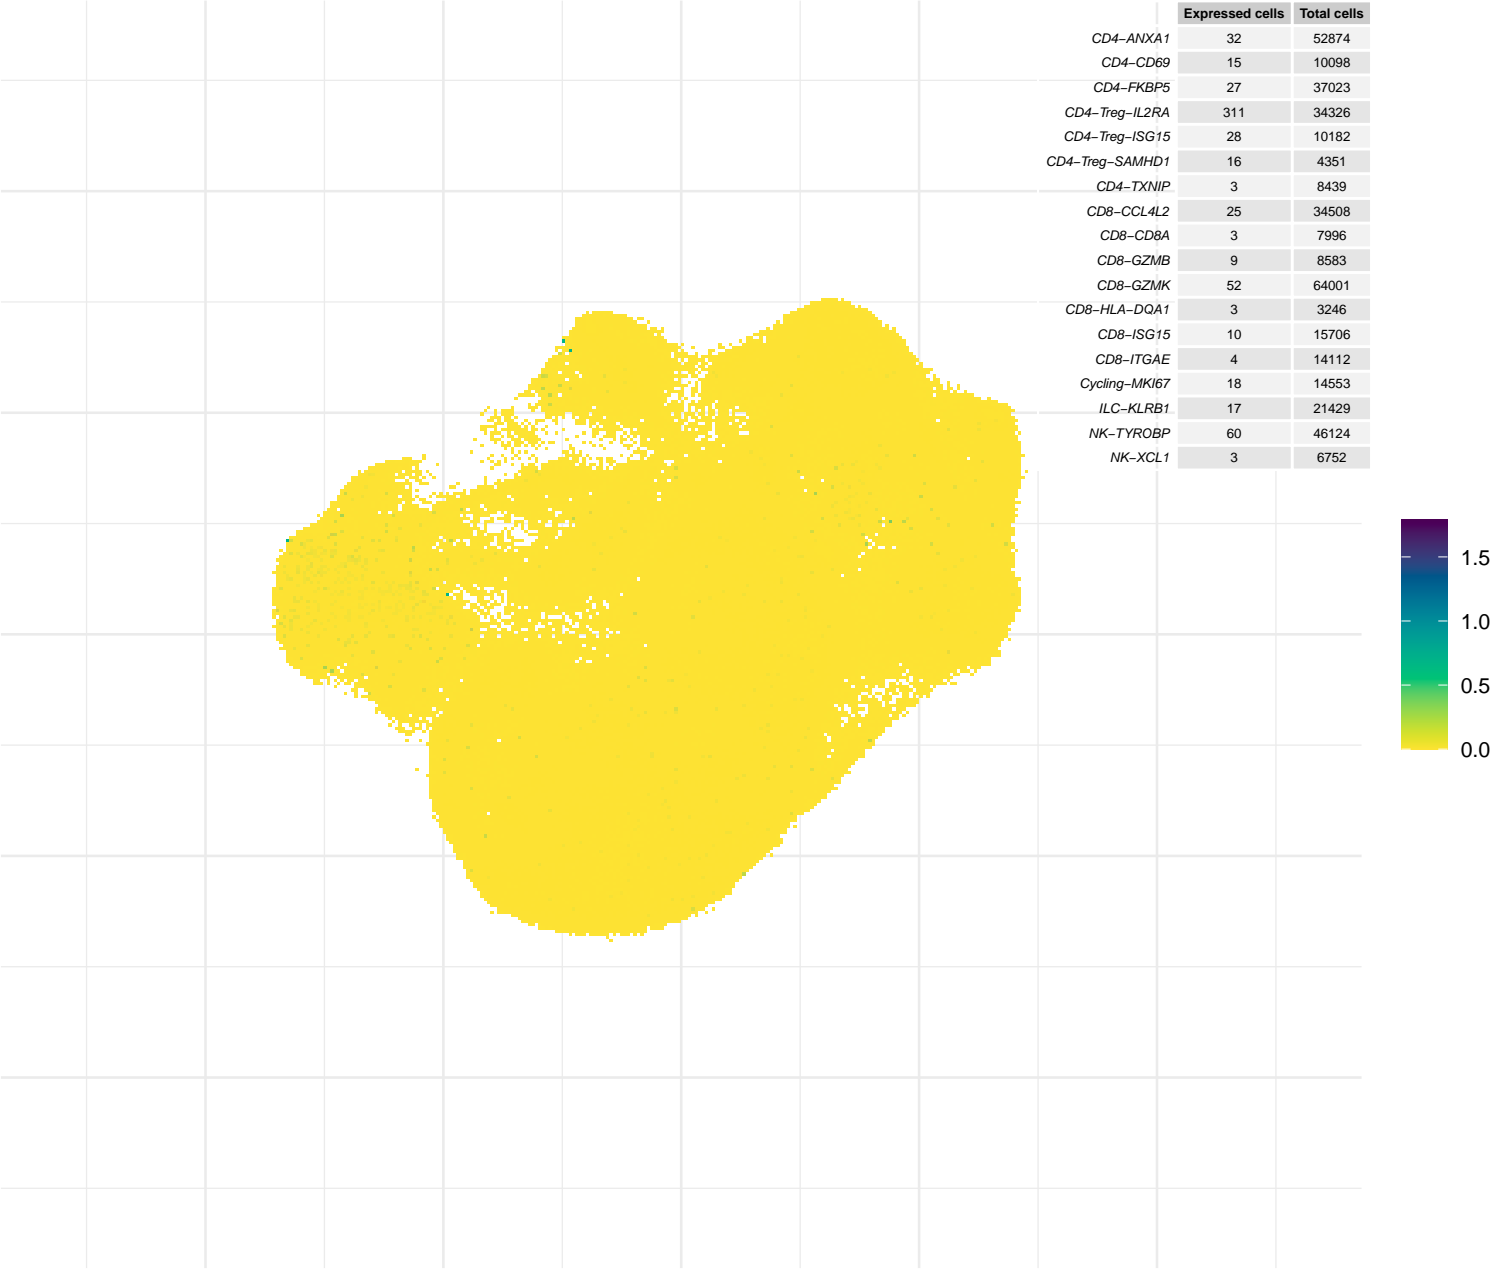 Expressed cells Total cells
CD4−ANXA1 32 52874
CD4−CD69 15 10098
CD4−FKBP5 27 37023
CD4−Treg−IL2RA 311 34326
CD4−Treg−ISG15 28 10182
CD4−Treg−SAMHD1 16 4351
CD4−TXNIP 3 8439
CD8−CCL4L2 25 34508
CD8−CD8A 3 7996
CD8−GZMB 9 8583
CD8−GZMK 52 64001
CD8−HLA−DQA1 3 3246
CD8−ISG15 10 15706
CD8−ITGAE 4 14112
Cycling−MKI67 18 14553
ILC−KLRB1 17 21429
NK−TYROBP 60 46124
NK−XCL1 3 6752
1.5
1.0
0.5
0.0